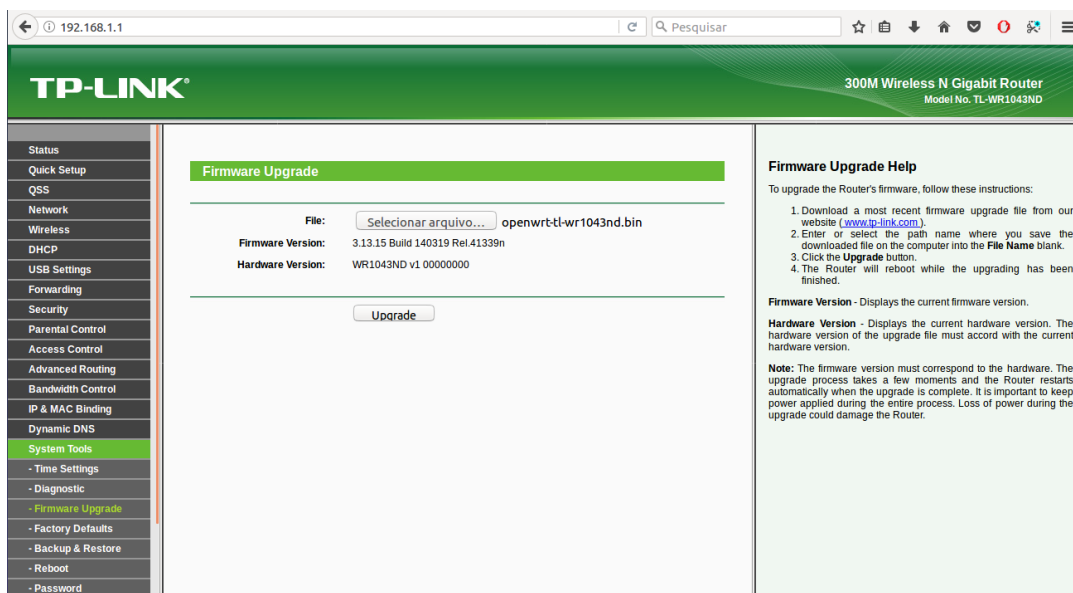 192.168.1.1
Pesquisar
TP-LINK®
300M Wireless N Gigabit Router
Model No. TL-WR1043ND
Status
Quick Setup
QSS
Network
Wireless
DHCP
USB Settings
Forwarding
Security
Parental Control
Access Control
Advanced Routing
Bandwidth Control
IP & MAC Binding
Dynamic DNS
System Tools
- Time Settings
- Diagnostic
- Firmware Upgrade
- Factory Defaults
- Backup & Restore
- Reboot
- Password
Firmware Upgrade
File: Selecionar arquivo... openwrt-tl-wr1043nd.bin
Firmware Version: 3.13.15 Build 140319 Rel.41339n
Hardware Version: WR1043ND v1 00000000
Upgrade
Firmware Upgrade Help
To upgrade the Router's firmware, follow these instructions:
1. Download a most recent firmware upgrade file from our
website ( www.tp-link.com ).
2. Enter or select the path name where you save the
downloaded file on the computer into the File Name blank.
3. Click the Upgrade button.
4. The Router will reboot while the upgrading has been
finished.
Firmware Version - Displays the current firmware version.
Hardware Version - Displays the current hardware version. The
hardware version of the upgrade file must accord with the current
hardware version.
Note: The firmware version must correspond to the hardware. The
upgrade process takes a few moments and the Router restarts
automatically when the upgrade is complete. It is important to keep
power applied during the entire process. Loss of power during the
upgrade could damage the Router.